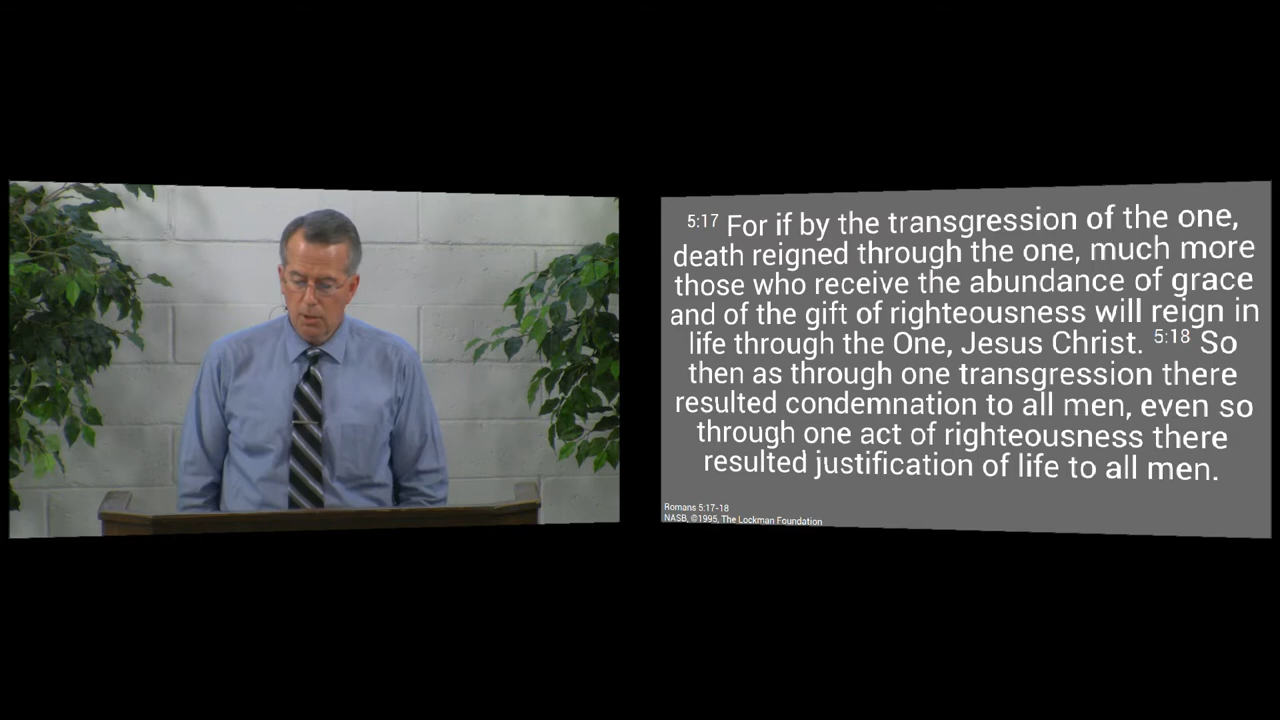 5:17 For if by the transgression of the one,
death reigned through the one, much more
those who receive the abundance of grace
and of the gift of righteousness will reign in
life through the One, Jesus Christ. 5:18 So
then as through one transgression there
resulted condemnation to all men, even so
through one act of righteousness there
resulted justification of life to all men.
Romans 5:17-18
NASB, ©1995, The Lockman Foundation